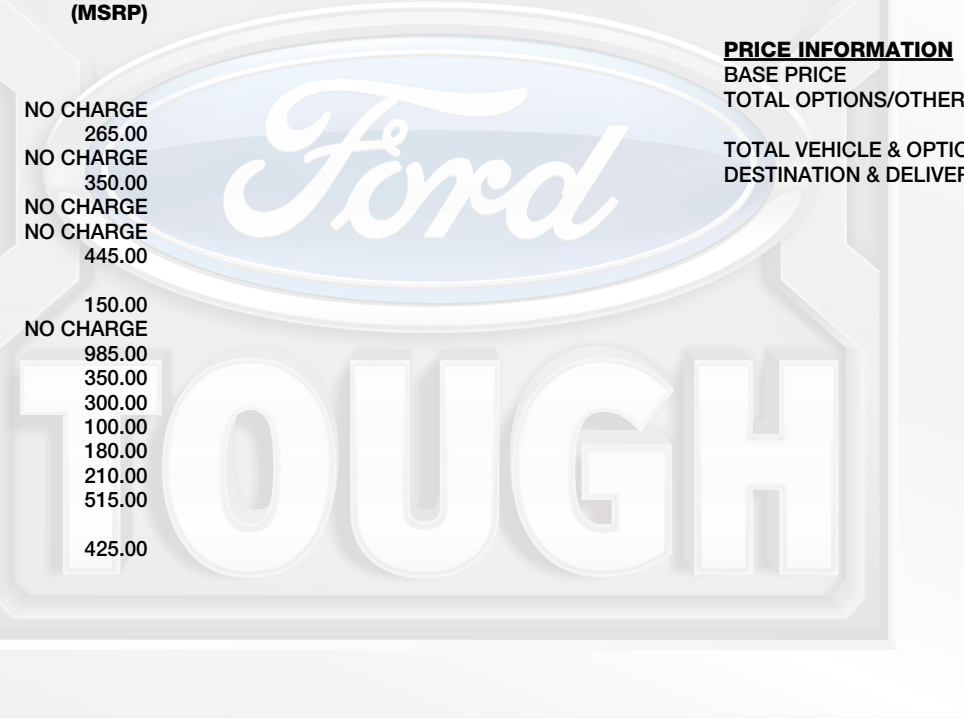 (MSRP)
NO CHARGE
265.00
NO CHARGE
350.00
NO CHARGE
NO CHARGE
445.00
150.00
NO CHARGE
985.00
350.00
300.00
100.00
180.00
210.00
515.00
425.00
PRICE INFORMATION
BASE PRICE
TOTAL OPTIONS/OTHER
TOTAL VEHICLE & OPTIO
DESTINATION & DELIVER
Ford
TOUGH